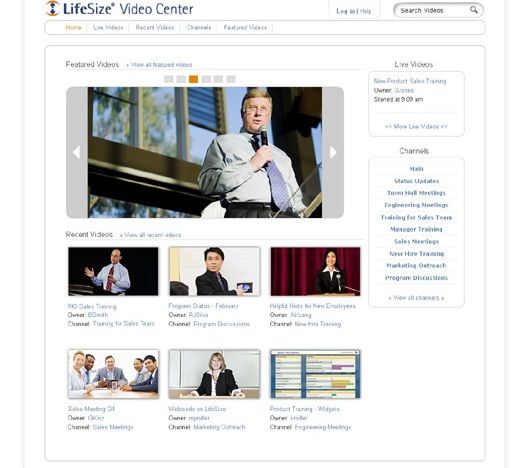 LifeSize® Video Center
Log in | Help
Search Videos
Home
Live Videos
Recent Videos
Channels
Featured Videos
Featured Videos » View all featured videos
Recent Videos » View all recent videos
RIO Sales Training
Owner: BSmith
Channel: Training for Sales Team
Program Status - February
Owner: RJSilva
Channel: Program Discussions
Helpful Hints for New Employees
Owner: AKuang
Channel: New Hire Training
Sales Meeting Q4
Owner:
Channel: Sales Meetings
on LifeSize
Owner: mjmiller
Channel: Marketing Outreach
Product Training - Widgets
Owner: kmiller
Channel: Engineering Meetings
Live Videos
New Product Sales Training
Owner: DJones
Started at 9:09 am
>> More Live Videos <<
Channels
Main
Status Updates
Town Hall Meetings
Engineering Meetings
Training for Sales Team
Manager Training
Sales Meetings
New Hire Training
Marketing Outreach
Program Discussions
» View all channels «